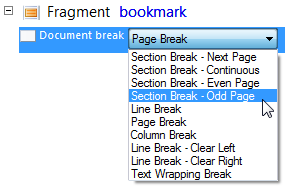 Fragment bookmark
Document break Page Break
Section Break - Next Page
Section Break - Continuous
Section Break - Even Page
Section Break - Odd Page
Line Break
Page Break
Column Break
Line Break - Clear Left
Line Break - Clear Right
Text Wrapping Break